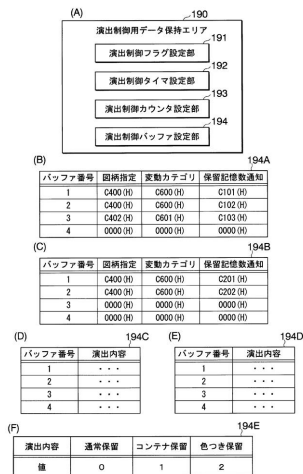 (A)
190
演出制御用データ保持エリア
191
演出制御フラグ設定部
192
演出制御タイマ設定部
193
演出制御カウンタ設定部
194
演出制御バッファ設定部
(B)
194A
バッファ番号 図柄指定 変動カテゴリ 保留記憶数通知
1 C400(H) C600(H) C101(H)
2 C400(H) C600(H) C102(H)
3 C402(H) C601(H) C103(H)
4 0000(H) 0000(H) 0000(H)
(C)
194B
バッファ番号 図柄指定 変動カテゴリ 保留記憶数通知
1 C400(H) C600(H) C201(H)
2 C400(H) C600(H) C202(H)
3 0000(H) 0000(H) 0000(H)
4 0000(H) 0000(H) 0000(H)
(D)
194C
バッファ番号 演出内容
1 ・・・
2 ・・・
3 ・・・
4 ・・・
(E)
194D
バッファ番号 演出内容
1 ・・・
2 ・・・
3 ・・・
4 ・・・
(F)
194E
演出内容 通常保留 コンテナ保留 色つき保留
値 0 1 2